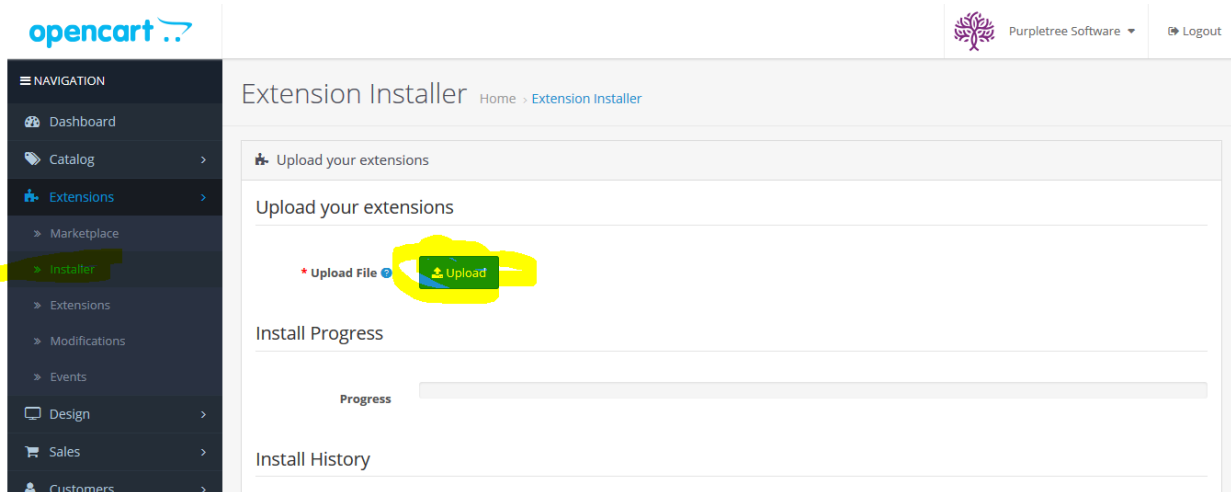 opencart
Purpletree Software
Logout
NAVIGATION
Dashboard
Catalog
Extensions
Marketplace
Installer
Extensions
Modifications
Events
Design
Sales
Customers
Extension Installer Home › Extension Installer
Upload your extensions
Upload your extensions
* Upload File ? Upload
Install Progress
Progress
Install History